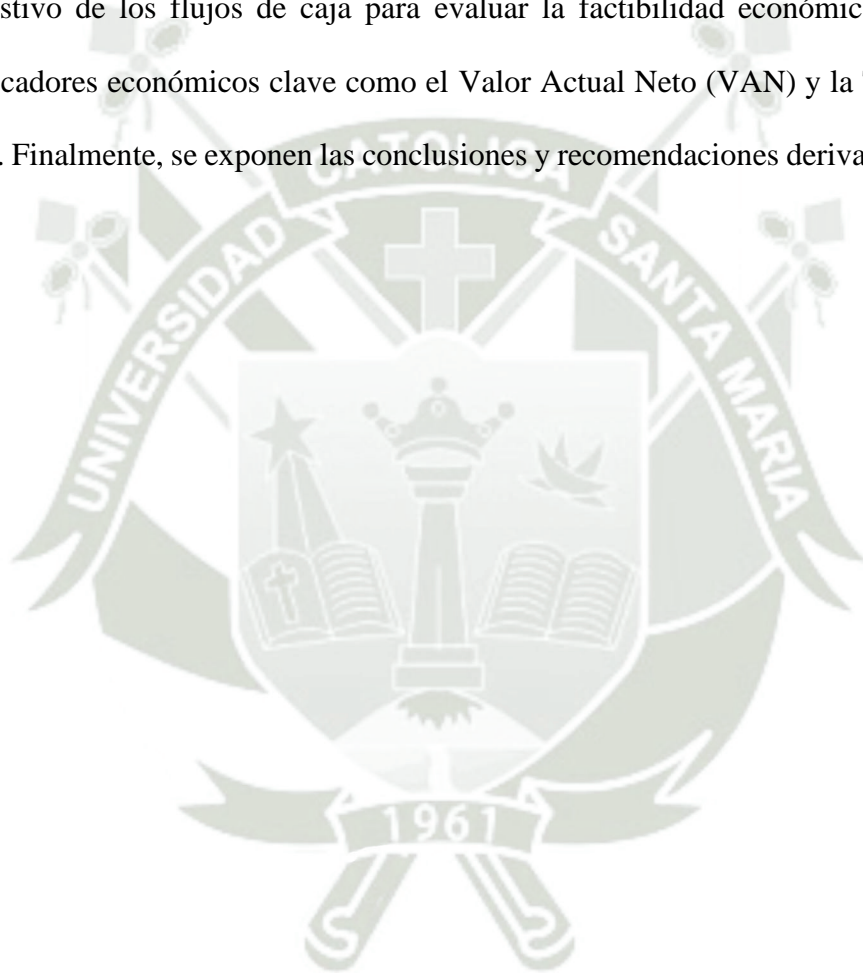 stivo de los flujos de caja para evaluar la factibilidad económic
cadores económicos clave como el Valor Actual Neto (VAN) y la
. Finalmente, se exponen las conclusiones y recomendaciones deriva
UNIVERSIDAD CATOLICA SANTA MARIA
1961